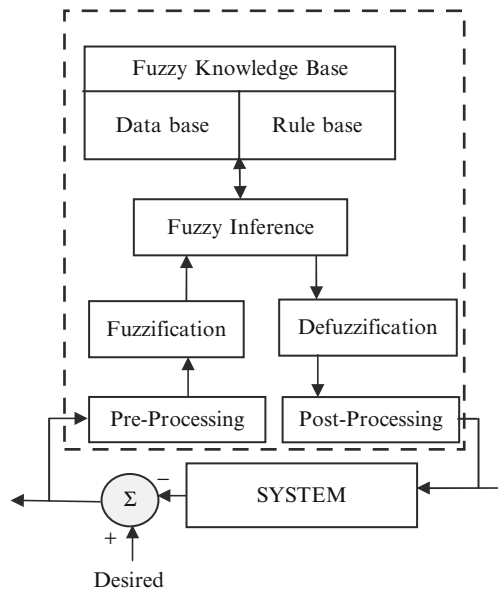 Fuzzy Knowledge Base
Data base
Rule base
Fuzzy Inference
Fuzzification
Defuzzification
Pre-Processing
Post-Processing
Σ
−
SYSTEM
+
Desired